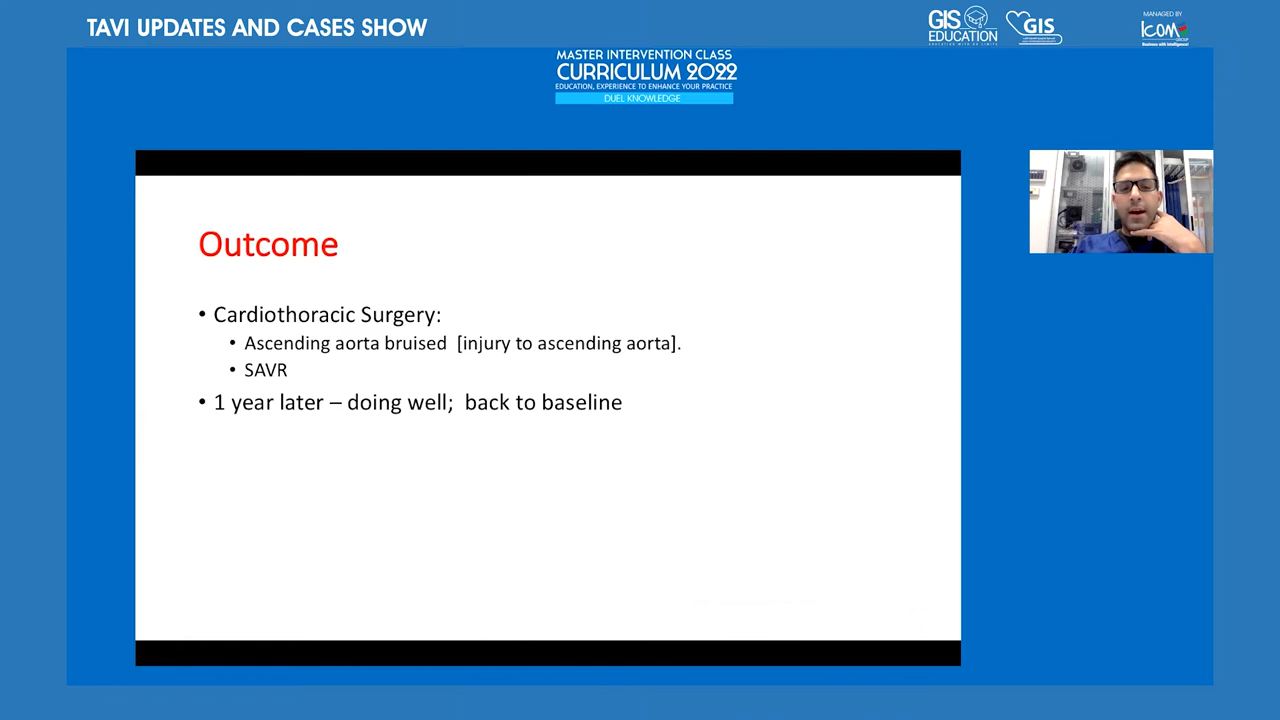 TAVI UPDATES AND CASES SHOW
GIS
EDUCATION
GIS
MANAGED BY
ICOM
GROUP
Business with Intelligence!
MASTER INTERVENTION CLASS
CURRICULUM 2022
EDUCATION, EXPERIENCE TO ENHANCE YOUR PRACTICE
DUEL KNOWLEDGE
Outcome
• Cardiothoracic Surgery:
• Ascending aorta bruised [injury to ascending aorta].
• SAVR
• 1 year later – doing well; back to baseline